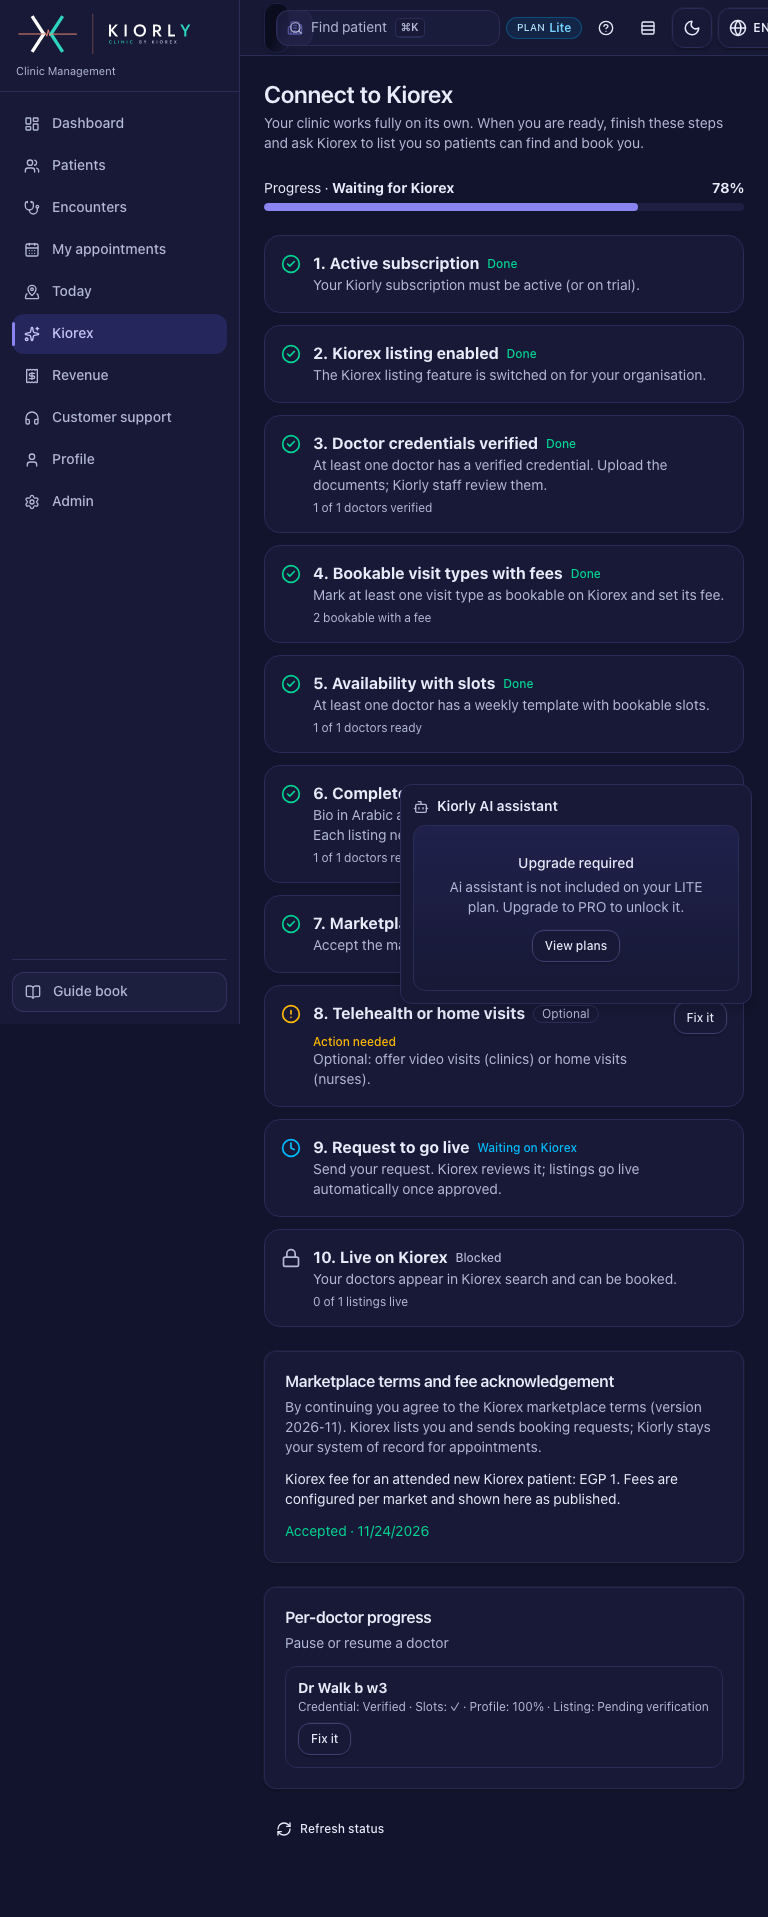 KIORLY
CLINIC BY KIOREX
Clinic Management
Dashboard
Patients
Encounters
My appointments
Today
Kiorex
Revenue
Customer support
Profile
Admin
Guide book
Find patient ⌘K
PLAN Lite
EN
Connect to Kiorex
Your clinic works fully on its own. When you are ready, finish these steps
and ask Kiorex to list you so patients can find and book you.
Progress · Waiting for Kiorex 78%
1. Active subscription Done
Your Kiorly subscription must be active (or on trial).
2. Kiorex listing enabled Done
The Kiorex listing feature is switched on for your organisation.
3. Doctor credentials verified Done
At least one doctor has a verified credential. Upload the
documents; Kiorly staff review them.
1 of 1 doctors verified
4. Bookable visit types with fees Done
Mark at least one visit type as bookable on Kiorex and set its fee.
2 bookable with a fee
5. Availability with slots Done
At least one doctor has a weekly template with bookable slots.
1 of 1 doctors ready
6. Complete
Bio in Arabic
Each listing
1 of 1 doctors
7.
Accept the
Kiorly AI assistant
Upgrade required
Ai assistant is not included on your LITE
plan. Upgrade to PRO to unlock it.
View plans
8. Telehealth or home visits Optional
Fix it
Action needed
Optional: offer video visits (clinics) or home visits
(nurses).
9. Request to go live Waiting on Kiorex
Send your request. Kiorex reviews it; listings go live
automatically once approved.
10. Live on Kiorex Blocked
Your doctors appear in Kiorex search and can be booked.
0 of 1 listings live
Marketplace terms and fee acknowledgement
By continuing you agree to the Kiorex marketplace terms (version
2026-11). Kiorex lists you and sends booking requests; Kiorly stays
your system of record for appointments.
Kiorex fee for an attended new Kiorex patient: EGP 1. Fees are
configured per market and shown here as published.
Accepted · 11/24/2026
Per-doctor progress
Pause or resume a doctor
Dr Walk b w3
Credential: Verified · Slots: ✓ · Profile: 100% · Listing: Pending verification
Fix it
Refresh status